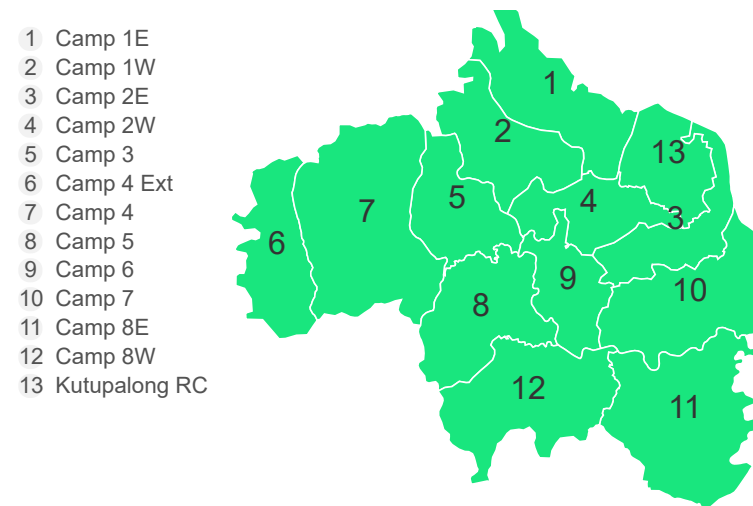 1 Camp 1E
2 Camp 1W
3 Camp 2E
4 Camp 2W
5 Camp 3
6 Camp 4 Ext
7 Camp 4
8 Camp 5
9 Camp 6
10 Camp 7
11 Camp 8E
12 Camp 8W
13 Kutupalong RC
1
2
13
5
4
7
3
6
9
10
8
12
11